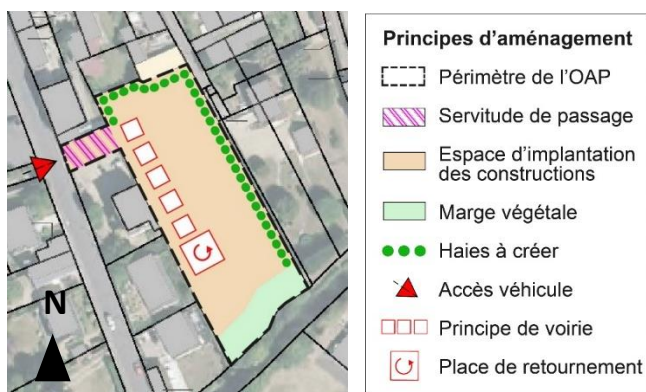 N
Principes d'aménagement
Périmètre de l'OAP
Servitude de passage
Espace d'implantation
des constructions
Marge végétale
Haies à créer
Accès véhicule
Principe de voirie
Place de retournement